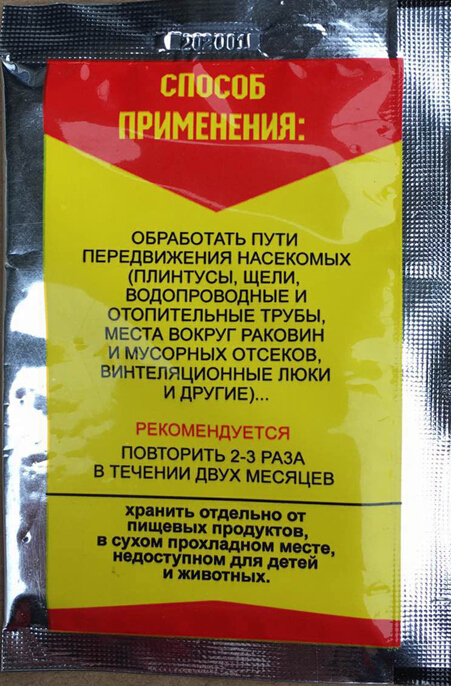 202001
СПОСОБ
ПРИМЕНЕНИЯ:
ОБРАБОТАТЬ ПУТИ
ПЕРЕДВИЖЕНИЯ НАСЕКОМЫХ
(ПЛИНТУСЫ, ЩЕЛИ,
ВОДОПРОВОДНЫЕ И
ОТОПИТЕЛЬНЫЕ ТРУБЫ,
МЕСТА ВОКРУГ РАКОВИН
И МУСОРНЫХ ОТСЕКОВ,
ВИНТЕЛЯЦИОННЫЕ ЛЮКИ
И ДРУГИЕ)...
РЕКОМЕНДУЕТСЯ
ПОВТОРИТЬ 2-3 РАЗА
В ТЕЧЕНИИ ДВУХ МЕСЯЦЕВ
хранить отдельно от
пищевых продуктов,
в сухом прохладном месте,
недоступном для детей
и животных.